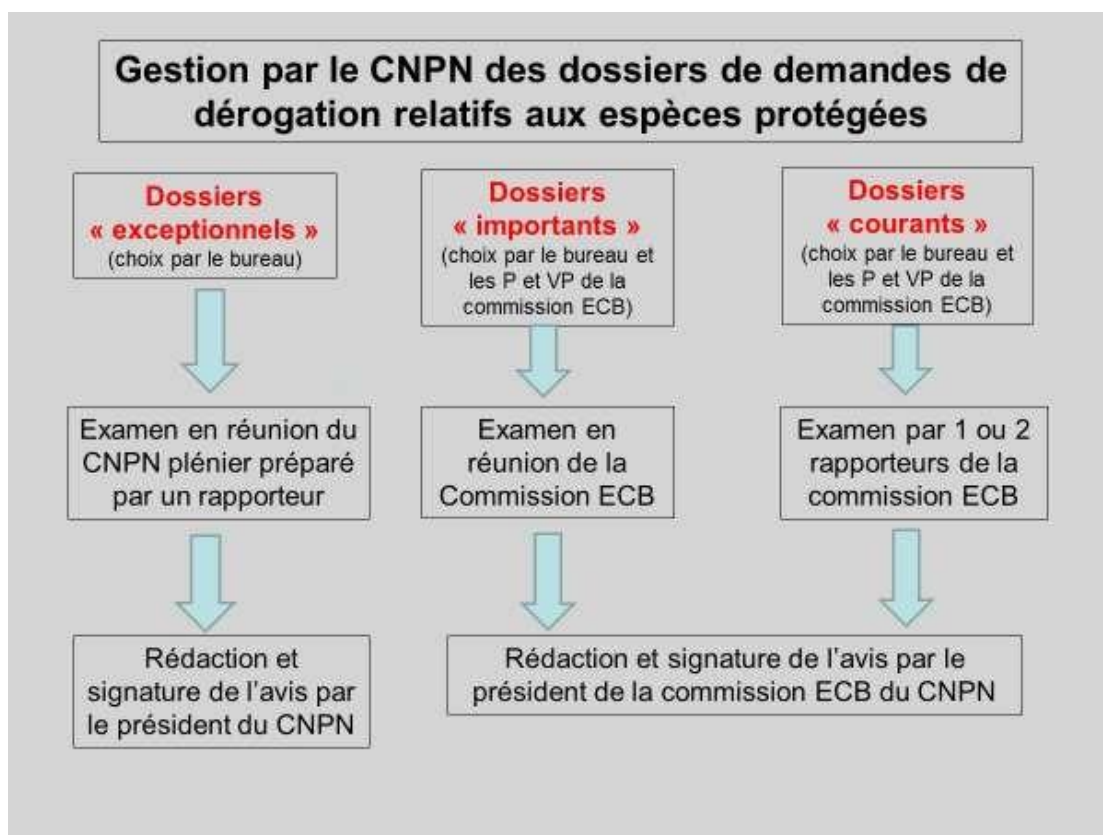 Gestion par le CNPN des dossiers de demandes de
dérogation relatifs aux espèces protégées
Dossiers
« exceptionnels »
(choix par le bureau)
Dossiers
« importants »
(choix par le bureau et
les P et VP de la
commission ECB)
Dossiers
« courants »
(choix par le bureau et
les P et VP de la
commission ECB)
Examen en réunion du
CNPN plénier préparé
par un rapporteur
Examen en
réunion de la
Commission ECB
Examen par 1 ou 2
rapporteurs de la
commission ECB
Rédaction et
signature de l’avis par
le président du CNPN
Rédaction et signature de l’avis par le
président de la commission ECB du CNPN